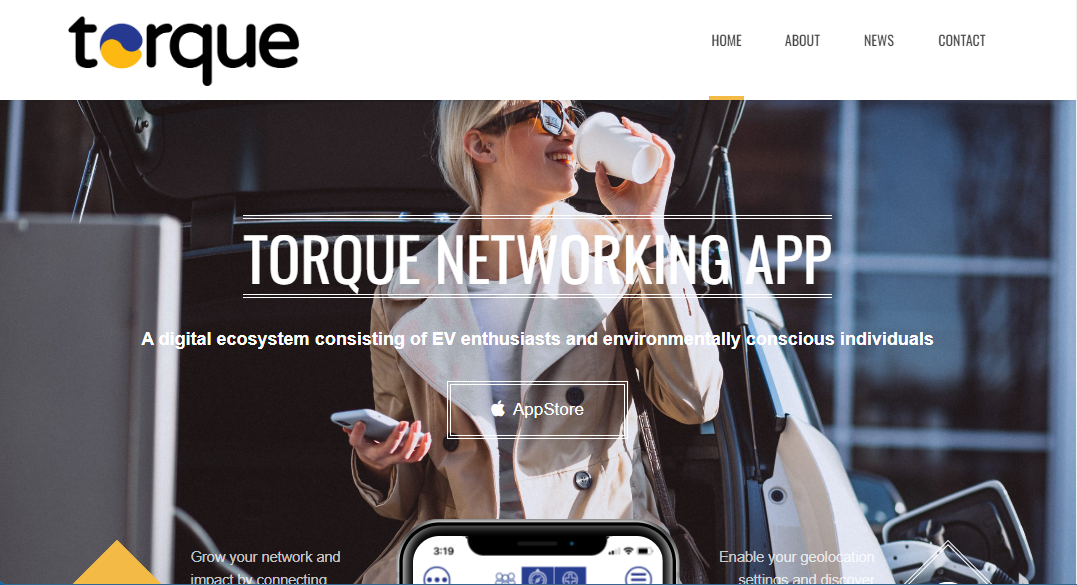 torque
HOME ABOUT NEWS CONTACT
TORQUE NETWORKING APP
A digital ecosystem consisting of EV enthusiasts and environmentally conscious individuals
AppStore
3:19
Grow your network and
impact by connecting
Enable your geolocation
settings and discover